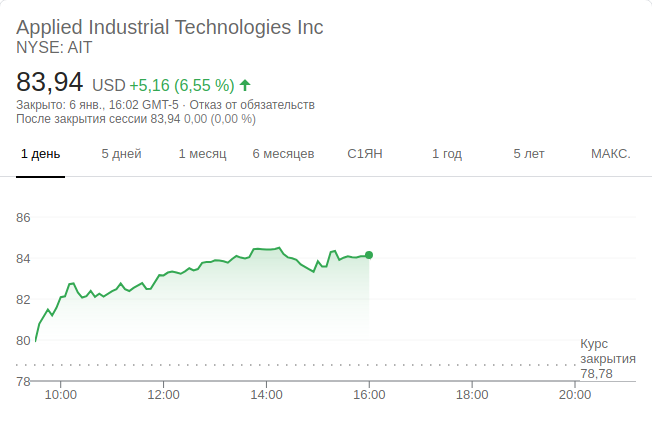 Applied Industrial Technologies Inc
NYSE: AIT
83,94 USD +5,16 (6,55 %)
Закрыто: 6 янв., 16:02 GMT-5 · Отказ от обязательств
После закрытия сессии 83,94 0,00 (0,00 %)
1 день 5 дней 1 месяц 6 месяцев С1ЯН 1 год 5 лет МАКС.
86
84
82
80
Курс
закрытия
78,78
78
10:00 12:00 14:00 16:00 18:00 20:00